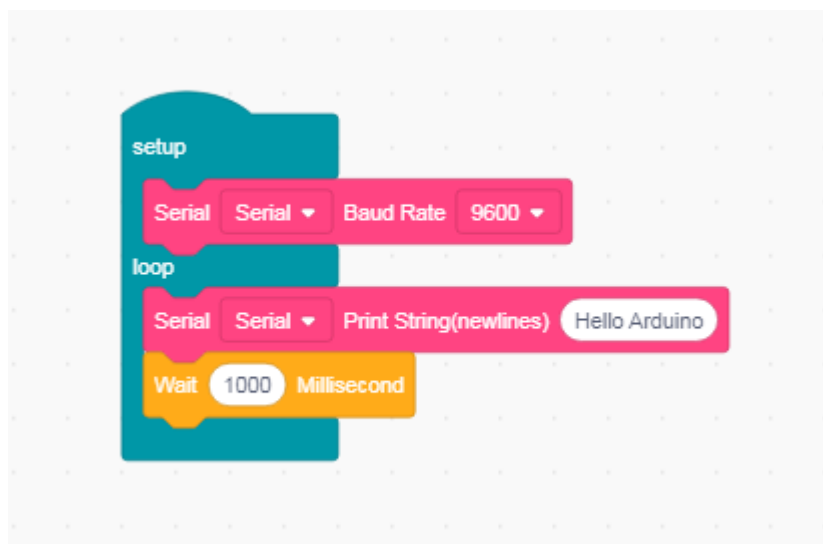 setup
Serial Serial Baud Rate 9600
loop
Serial Serial Print String(newlines) Hello Arduino
Wait 1000 Millisecond